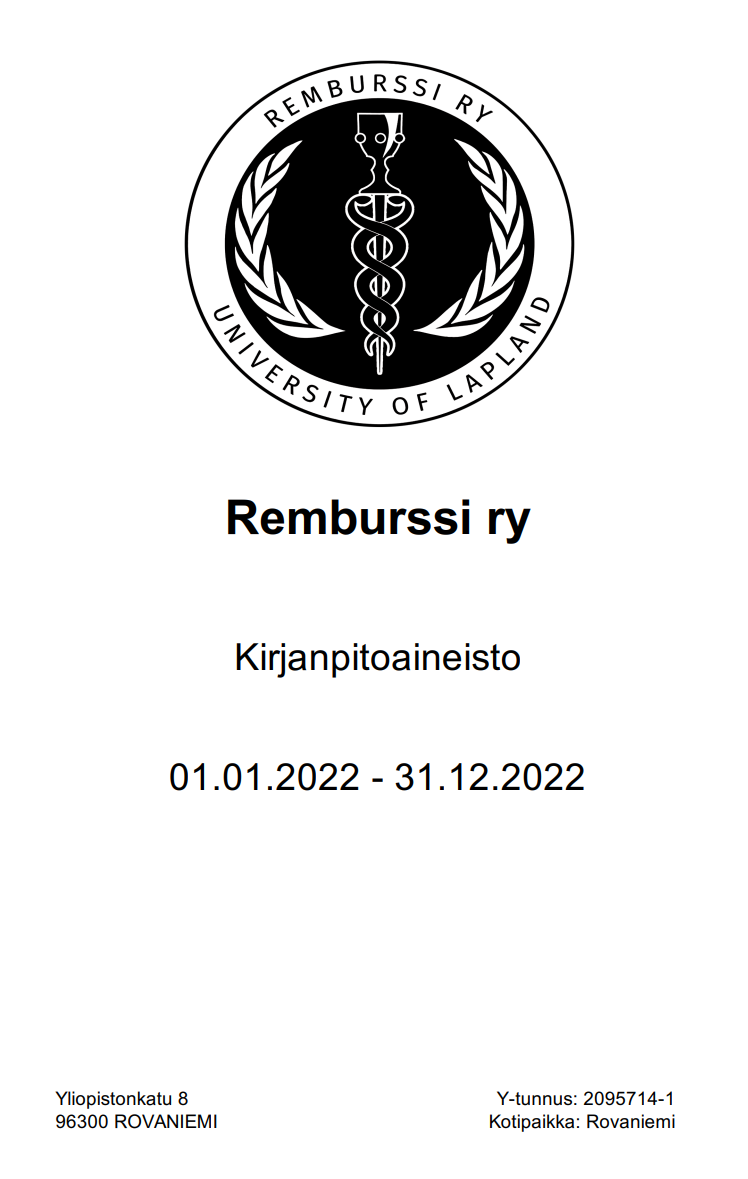 REMBURSSI RY
UNIVERSITY OF LAPLAND
Remburssi ry
Kirjanpitoaineisto
01.01.2022 - 31.12.2022
Yliopistonkatu 8
96300 ROVANIEMI
Y-tunnus: 2095714-1
Kotipaikka: Rovaniemi